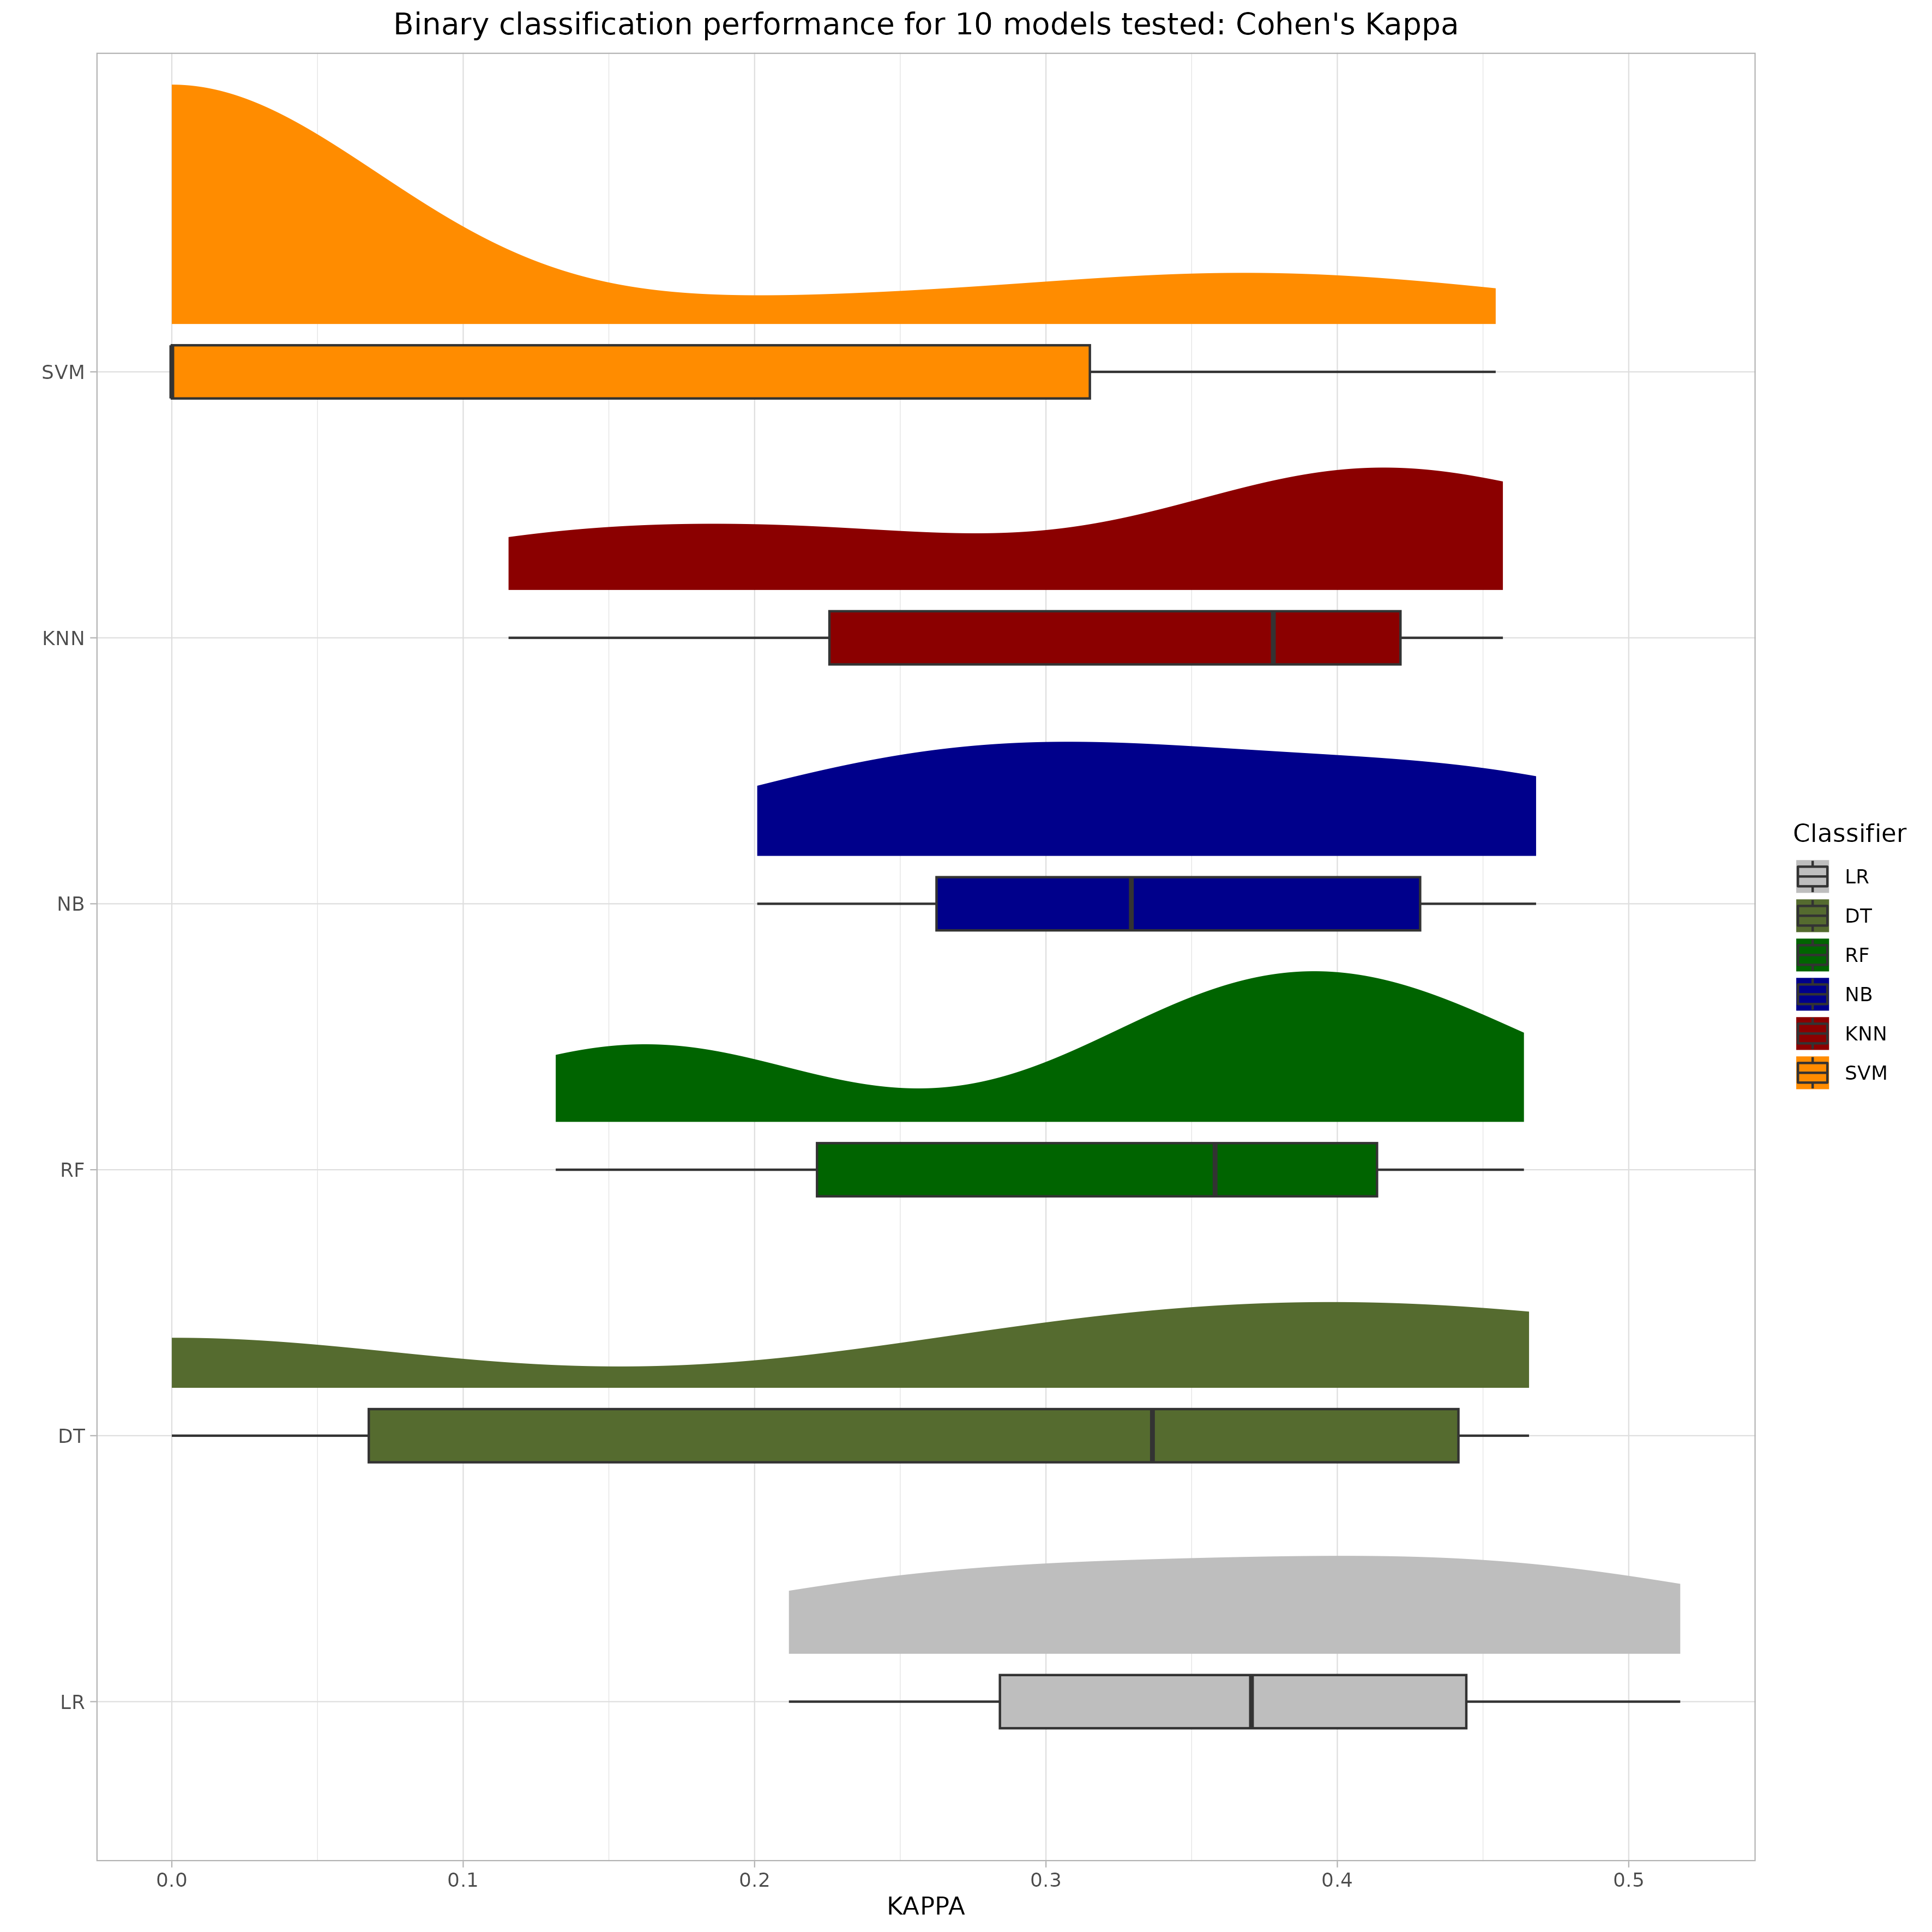 Binary classification performance for 10 models tested: Cohen's Kappa
SVM
KNN
NB
RF
DT
LR
0.0 0.1 0.2 0.3 0.4 0.5
KAPPA
Classifier
LR
DT
RF
NB
KNN
SVM